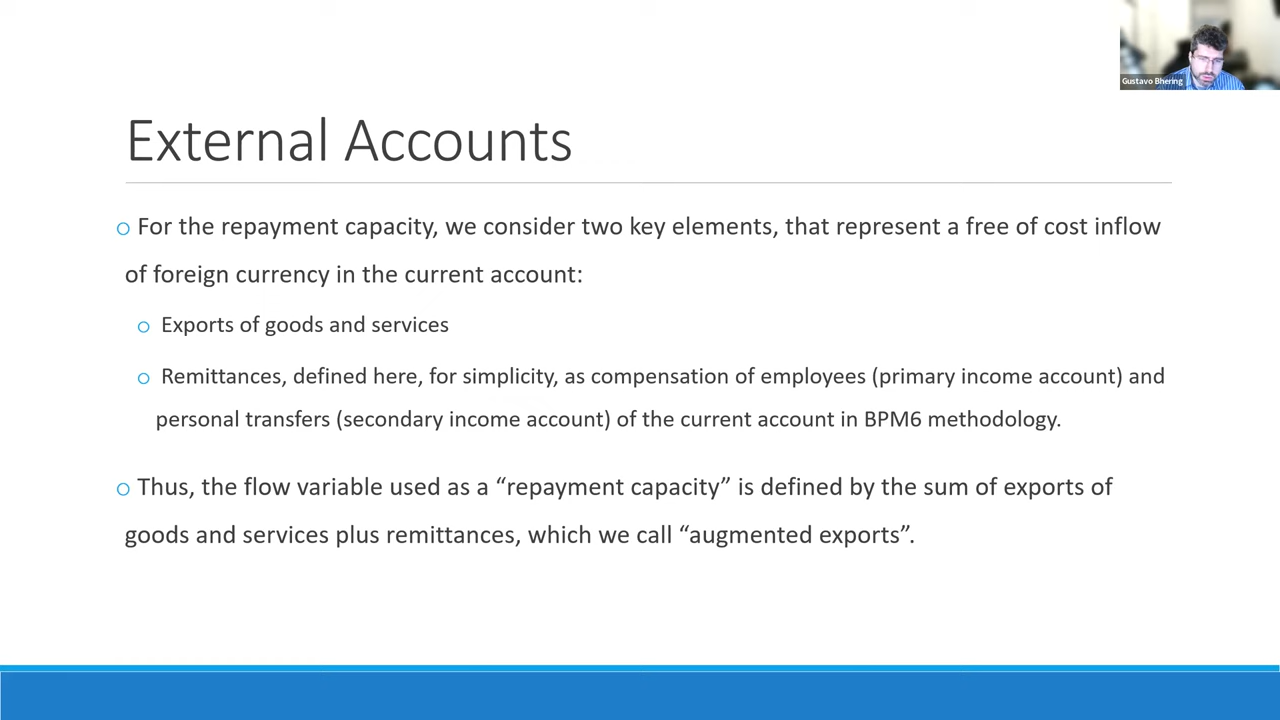 Gustavo Bhering
External Accounts
o For the repayment capacity, we consider two key elements, that represent a free of cost inflow
of foreign currency in the current account:
o Exports of goods and services
o Remittances, defined here, for simplicity, as compensation of employees (primary income account) and
personal transfers (secondary income account) of the current account in BPM6 methodology.
o Thus, the flow variable used as a “repayment capacity” is defined by the sum of exports of
goods and services plus remittances, which we call “augmented exports”.